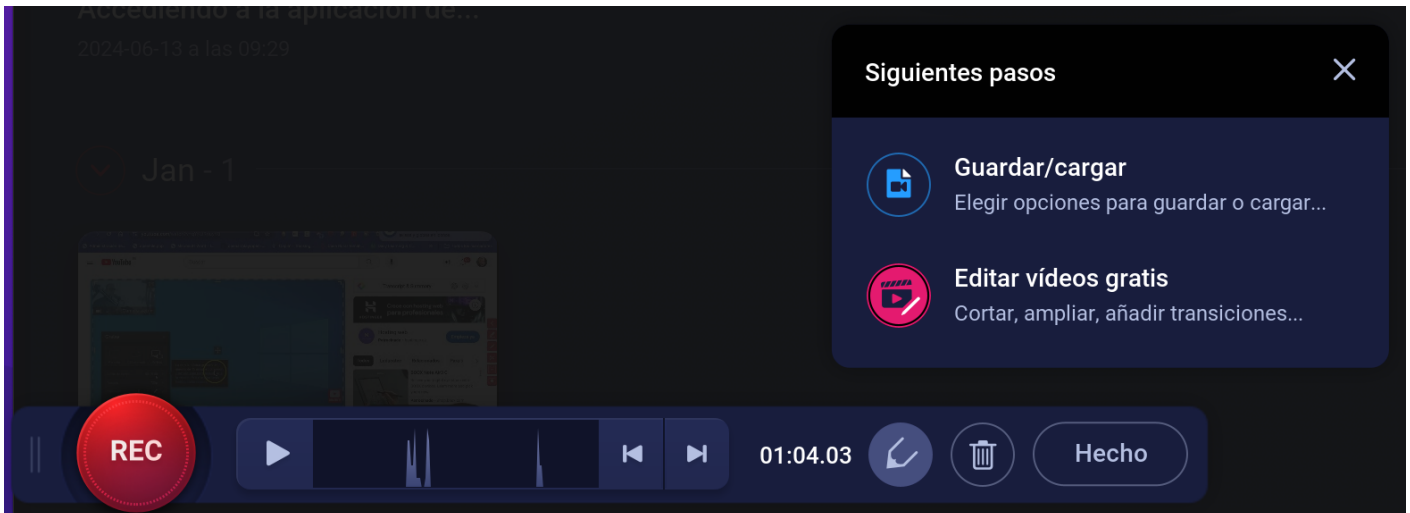 Accediendo a la aplicación de...
2024-06-13 a las 09:29
Siguientes pasos
Jan - 1
Guardar/cargar
Elegir opciones para guardar o cargar...
Editar vídeos gratis
Cortar, ampliar, añadir transiciones...
REC
01:04.03
Hecho